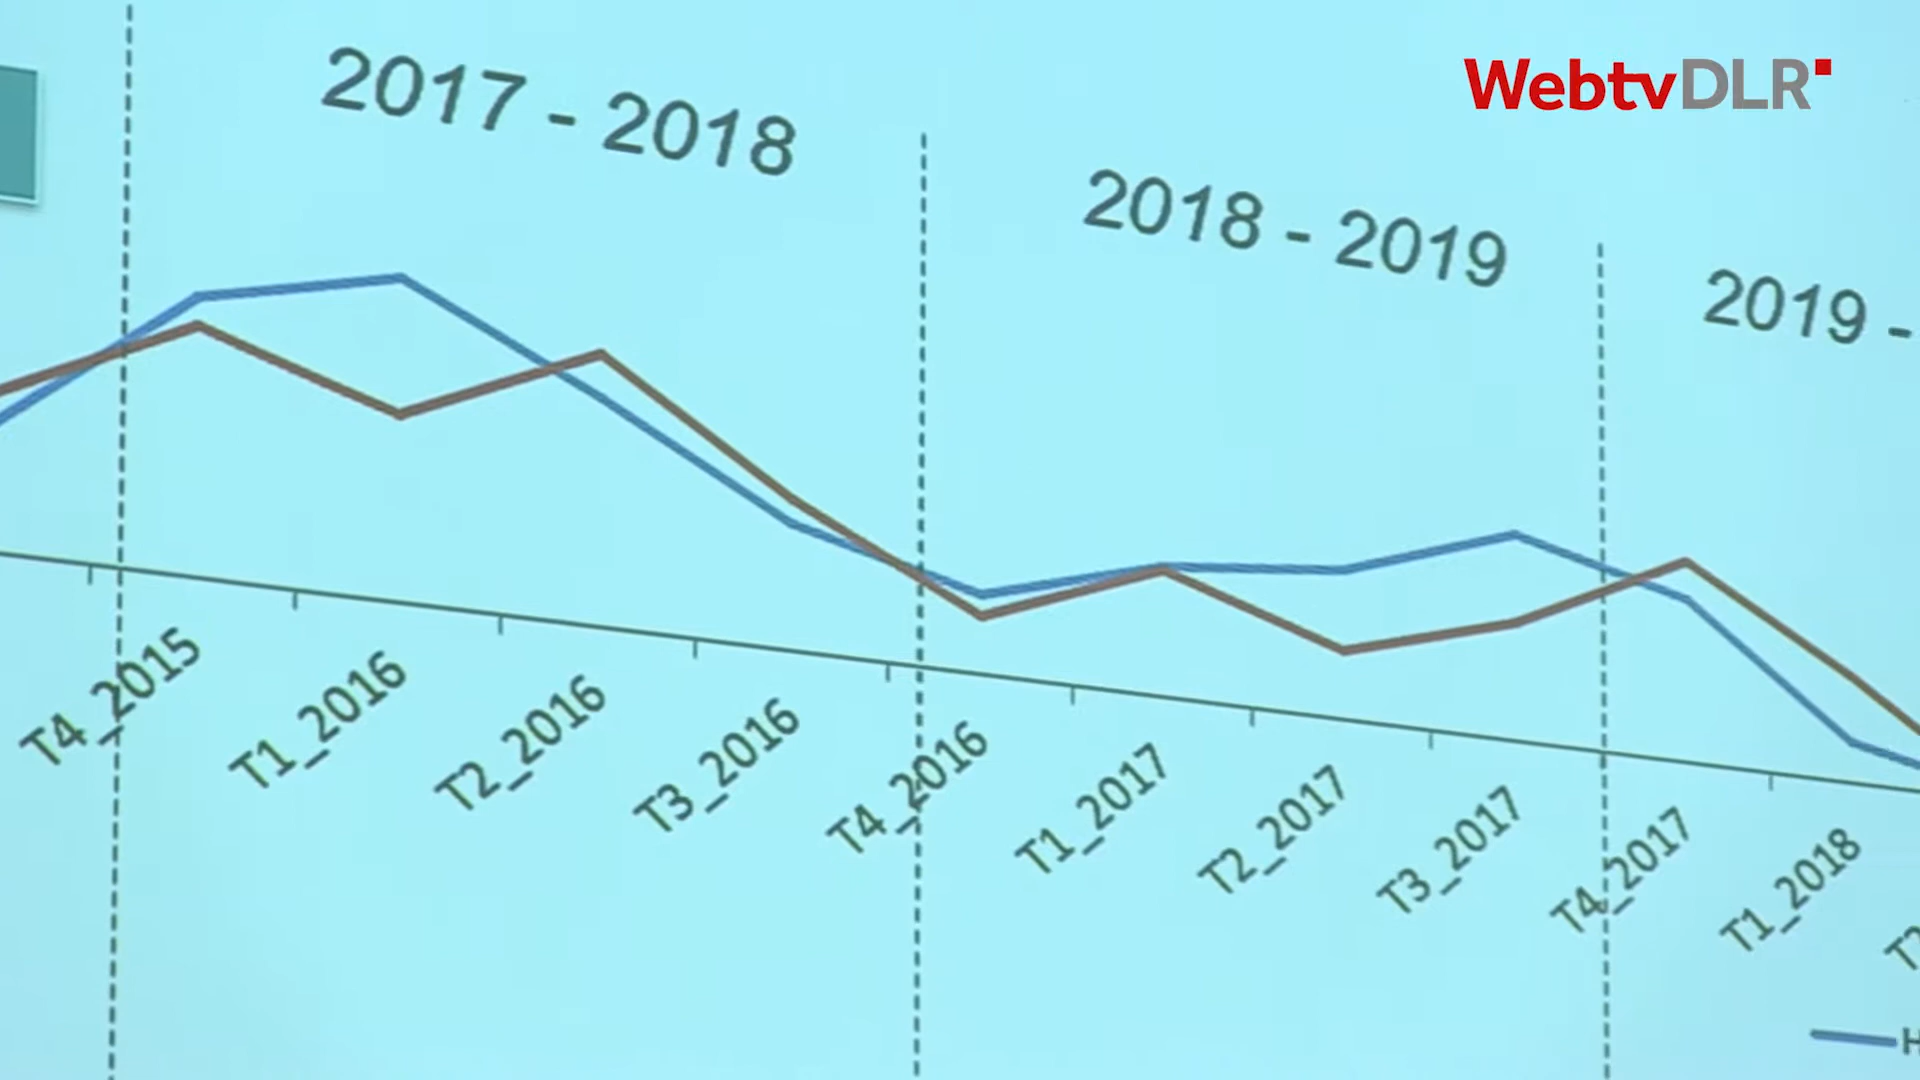 WebtvDLR
2017 - 2018
2018 - 2019
2019 -
T4_2015
T1_2016
T2_2016
T3_2016
T4_2016
T1_2017
T2_2017
T3_2017
T4_2017
T1_2018